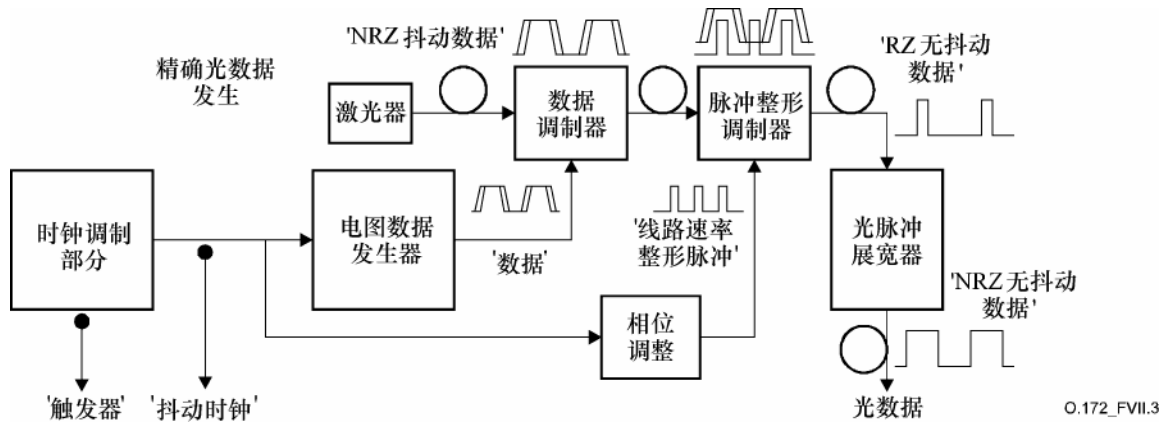 精确光数据
发生
'NRZ 抖动数据'
激光器
数据
调制器
脉冲整形
调制器
'RZ 无抖动
数据'
时钟调制
部分
电图数据
发生器
'数据'
'线路速率
整形脉冲'
光脉冲
展宽器
相位
调整
'NRZ 无抖动
数据'
'触发器'
'抖动时钟'
光数据
O.172_FVII.3